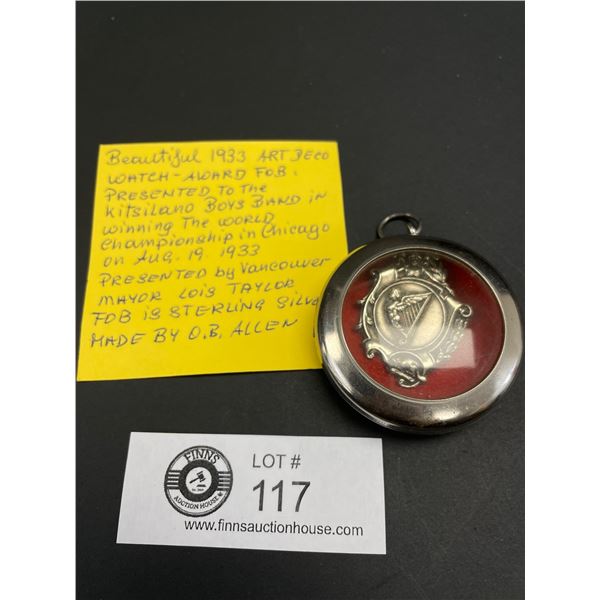 Beautiful 1933 ART DECO
WATCH-AWARD FOB.
PRESENTED TO THE
Kitsilano Boys Band in
winning The WORLD
Championship in Chicago
on Aug. 19. 1933
PRESENTED by Vancouver
MAYOR LOIS TAYLOR
FOB IS STERLING SILVE
MADE BY O.B. ALLEN
FINNS
AUCTION HOUSE
LOT #
117
www.finnsauctionhouse.com